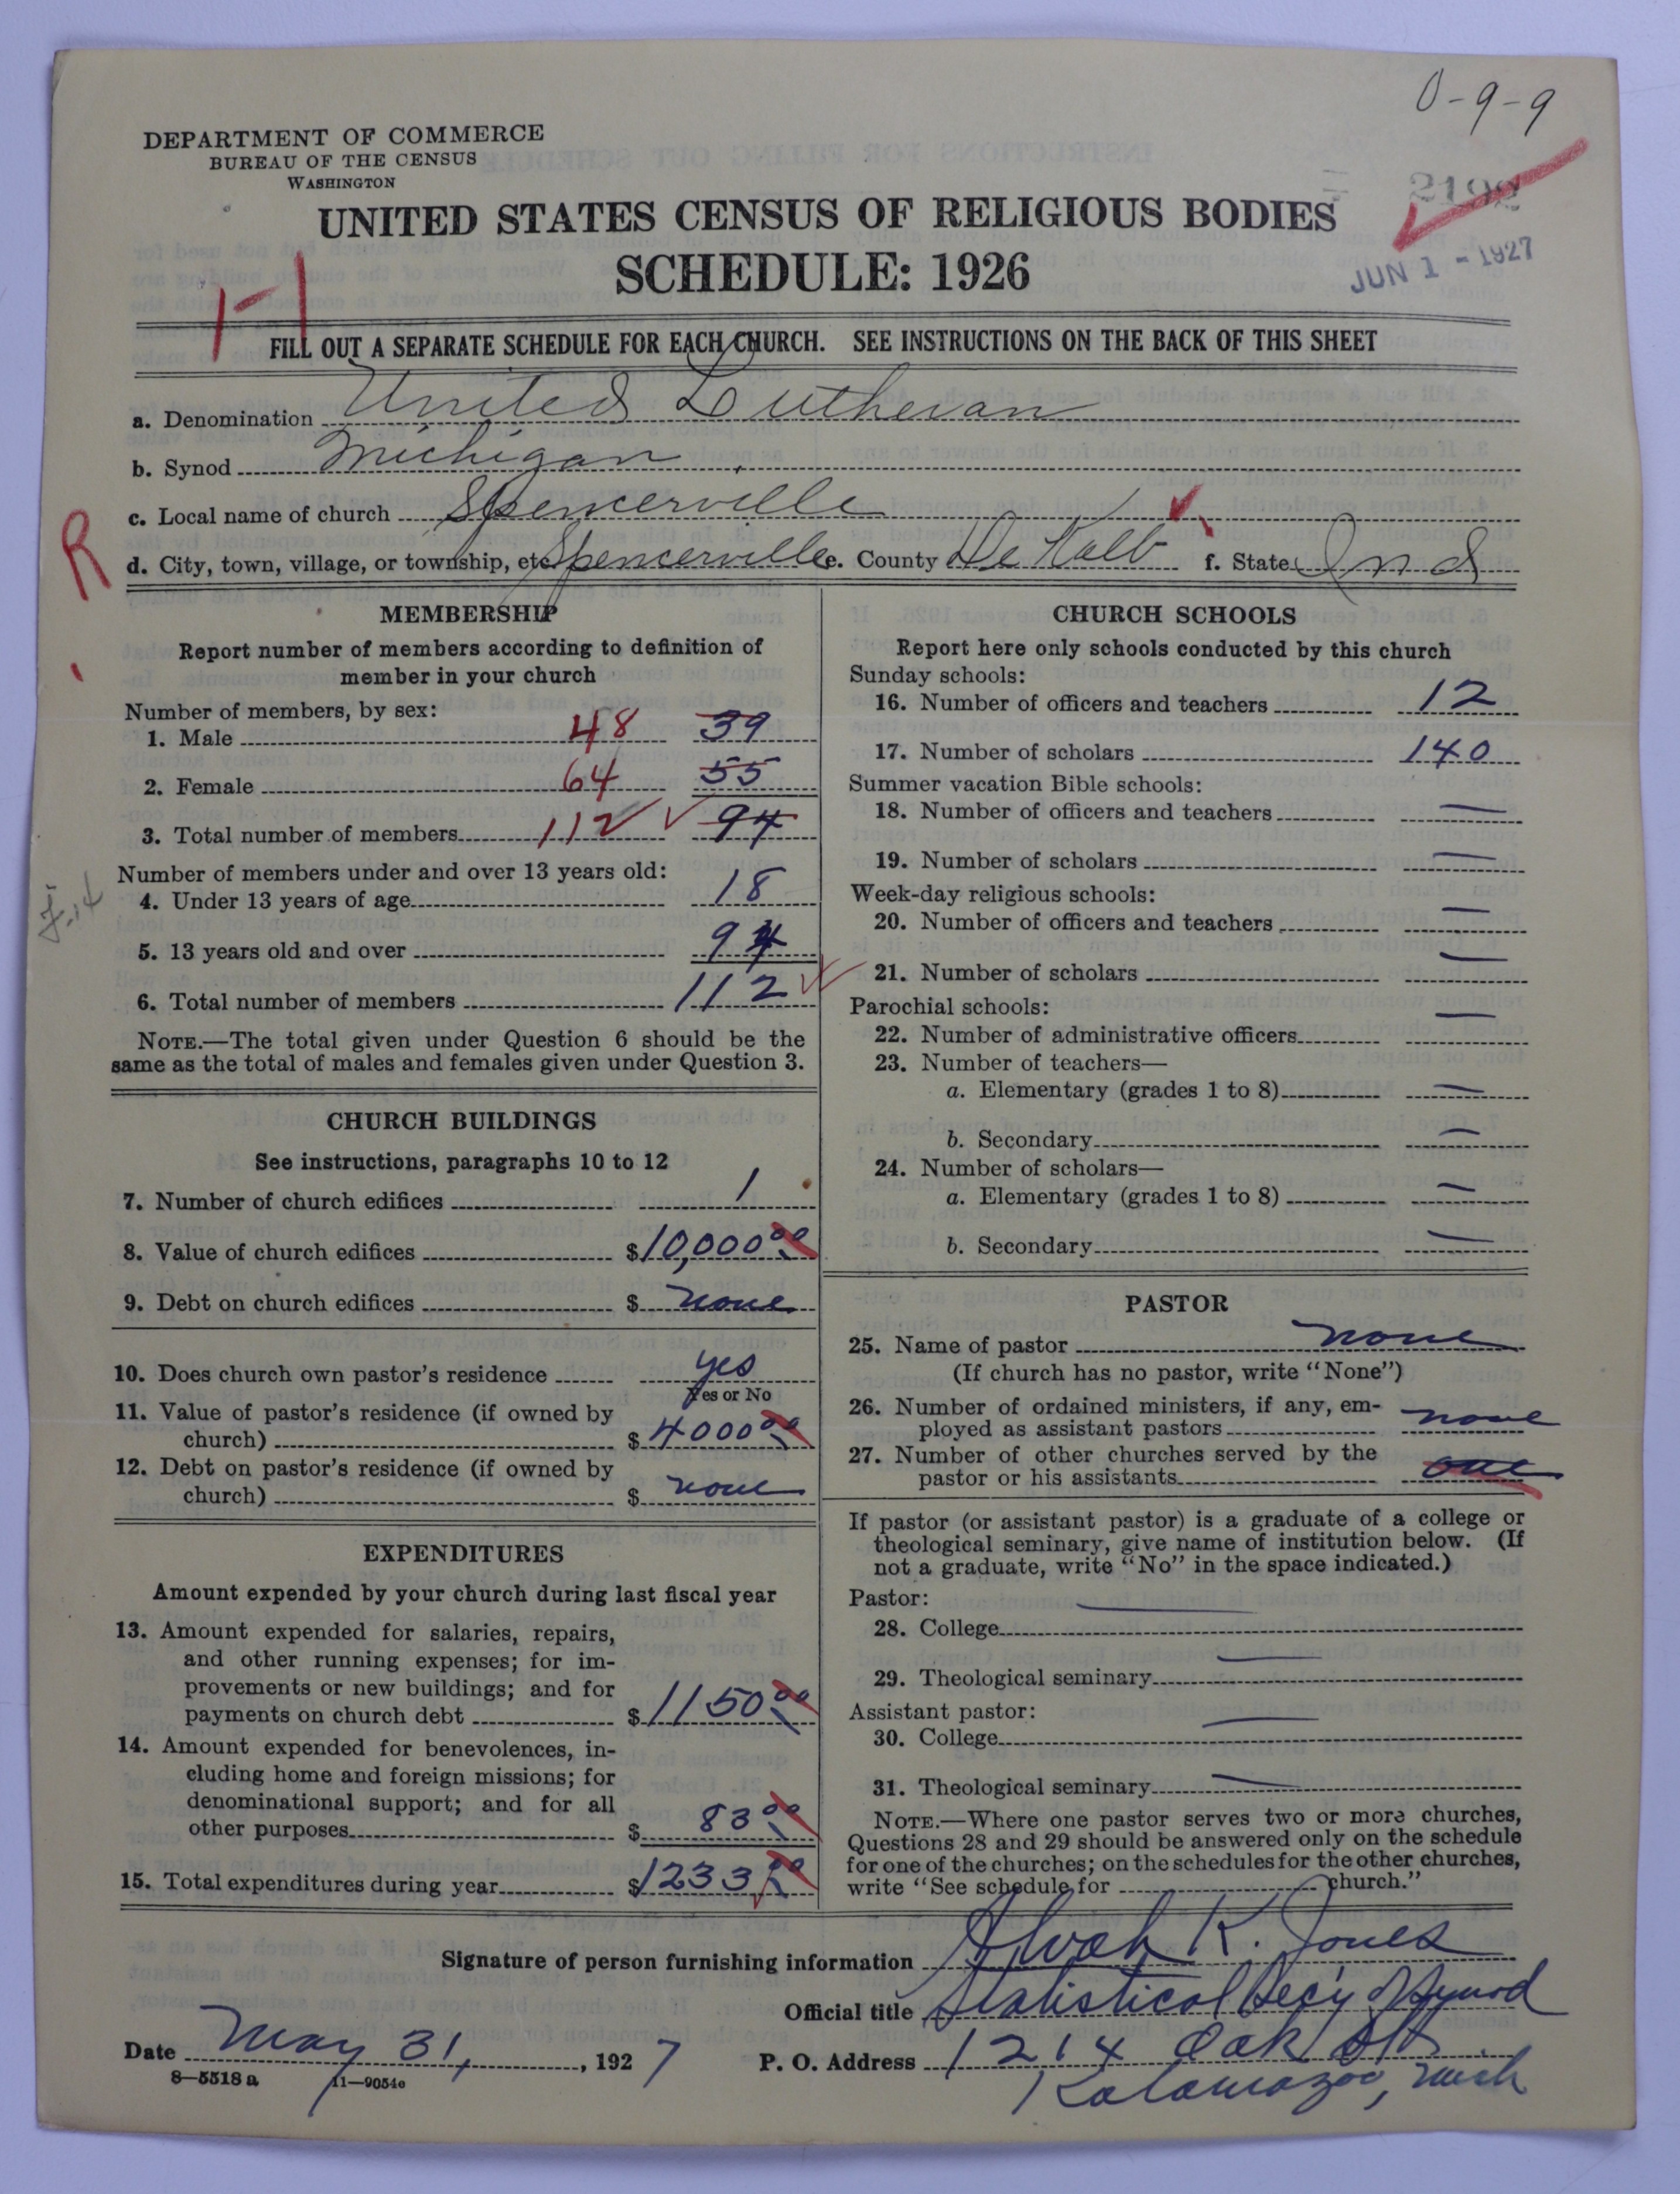 0-9-9
DEPARTMENT OF COMMERCE
BUREAU OF THE CENSUS
WASHINGTON
2192
JUN 1 - 1927
UNITED STATES CENSUS OF RELIGIOUS BODIES
SCHEDULE: 1926
FILL OUT A SEPARATE SCHEDULE FOR EACH CHURCH. SEE INSTRUCTIONS ON THE BACK OF THIS SHEET
a. Denomination United Lutheran
b. Synod Michigan
c. Local name of church Spencerville
R
d. City, town, village, or township, etc. Spencerville e. County De Kalb f. State Ind
MEMBERSHIP
Report number of members according to definition of
member in your church
Number of members, by sex:
1. Male 48 39
2. Female 64 55
3. Total number of members 112 94
Number of members under and over 13 years old:
4. Under 13 years of age 18
5. 13 years old and over 94
6. Total number of members 112
NOTE.—The total given under Question 6 should be the
same as the total of males and females given under Question 3.
CHURCH BUILDINGS
See instructions, paragraphs 10 to 12
7. Number of church edifices 1
8. Value of church edifices $10,000 00
9. Debt on church edifices $ none
10. Does church own pastor's residence yes
Yes or No
11. Value of pastor's residence (if owned by
church) $ 4000 00
12. Debt on pastor's residence (if owned by
church) $ none
EXPENDITURES
Amount expended by your church during last fiscal year
13. Amount expended for salaries, repairs,
and other running expenses; for im-
provements or new buildings; and for
payments on church debt $1150 00
14. Amount expended for benevolences, in-
cluding home and foreign missions; for
denominational support; and for all
other purposes $ 83 00
15. Total expenditures during year $1233 00
CHURCH SCHOOLS
Report here only schools conducted by this church
Sunday schools:
16. Number of officers and teachers 12
17. Number of scholars 140
Summer vacation Bible schools:
18. Number of officers and teachers —
19. Number of scholars —
Week-day religious schools:
20. Number of officers and teachers —
21. Number of scholars —
Parochial schools:
22. Number of administrative officers —
23. Number of teachers—
a. Elementary (grades 1 to 8) —
b. Secondary —
24. Number of scholars—
a. Elementary (grades 1 to 8) —
b. Secondary —
PASTOR
25. Name of pastor none
(If church has no pastor, write "None")
26. Number of ordained ministers, if any, em-
ployed as assistant pastors none
27. Number of other churches served by the
pastor or his assistants one
If pastor (or assistant pastor) is a graduate of a college or
theological seminary, give name of institution below. (If
not a graduate, write "No" in the space indicated.)
Pastor:
28. College —
29. Theological seminary —
Assistant pastor:
30. College —
31. Theological seminary —
NOTE.—Where one pastor serves two or more churches,
Questions 28 and 29 should be answered only on the schedule
for one of the churches; on the schedules for the other churches,
write "See schedule for church."
Signature of person furnishing information Alvah K. Jones
Official title Statistical Sec'y of Synod
Date May 31, 1927 P. O. Address 1214 Oak St.
Kalamazoo, Mich
8—5518 a 11—9054e